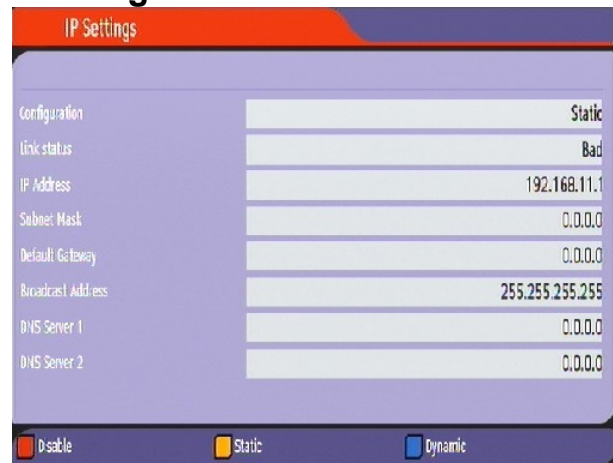 IP Settings
Configuration Static
Link status Bad
IP Address 192.168.11.1
Subnet Mask 0.0.0.0
Default Gateway 0.0.0.0
Broadcast Address 255.255.255.255
DNS Server 1 0.0.0.0
DNS Server 2 0.0.0.0
Disable Static Dynamic